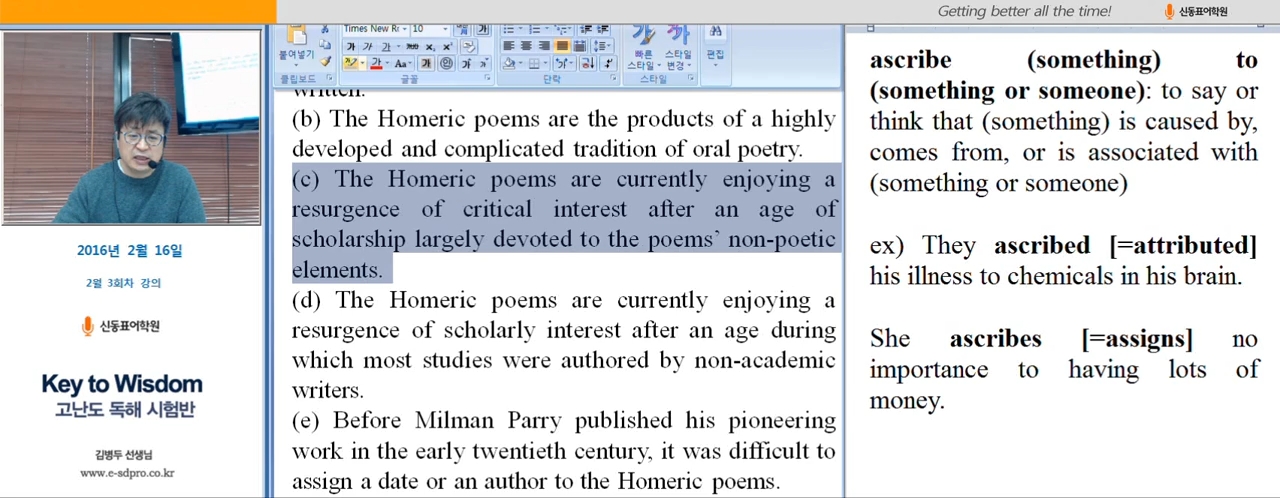 Getting better all the time!
신동표어학원
Times New R
10
붙여넣기
가
가
가
abc
x₂
x²
Aa
가
가
가
빠른
스타일
스타일
변경
편집
클립보드
글꼴
단락
스타일
written.
(b) The Homeric poems are the products of a highly
developed and complicated tradition of oral poetry.
(c) The Homeric poems are currently enjoying a
resurgence of critical interest after an age of
scholarship largely devoted to the poems’ non-poetic
elements.
(d) The Homeric poems are currently enjoying a
resurgence of scholarly interest after an age during
which most studies were authored by non-academic
writers.
(e) Before Milman Parry published his pioneering
work in the early twentieth century, it was difficult to
assign a date or an author to the Homeric poems.
ascribe (something) to
(something or someone): to say or
think that (something) is caused by,
comes from, or is associated with
(something or someone)
ex) They ascribed [=attributed]
his illness to chemicals in his brain.
She ascribes [=assigns] no
importance to having lots of
money.
2016년 2월 16일
2월 3회차 강의
신동표어학원
Key to Wisdom
고난도 독해 시험반
김병두 선생님
www.e-sdpro.co.kr